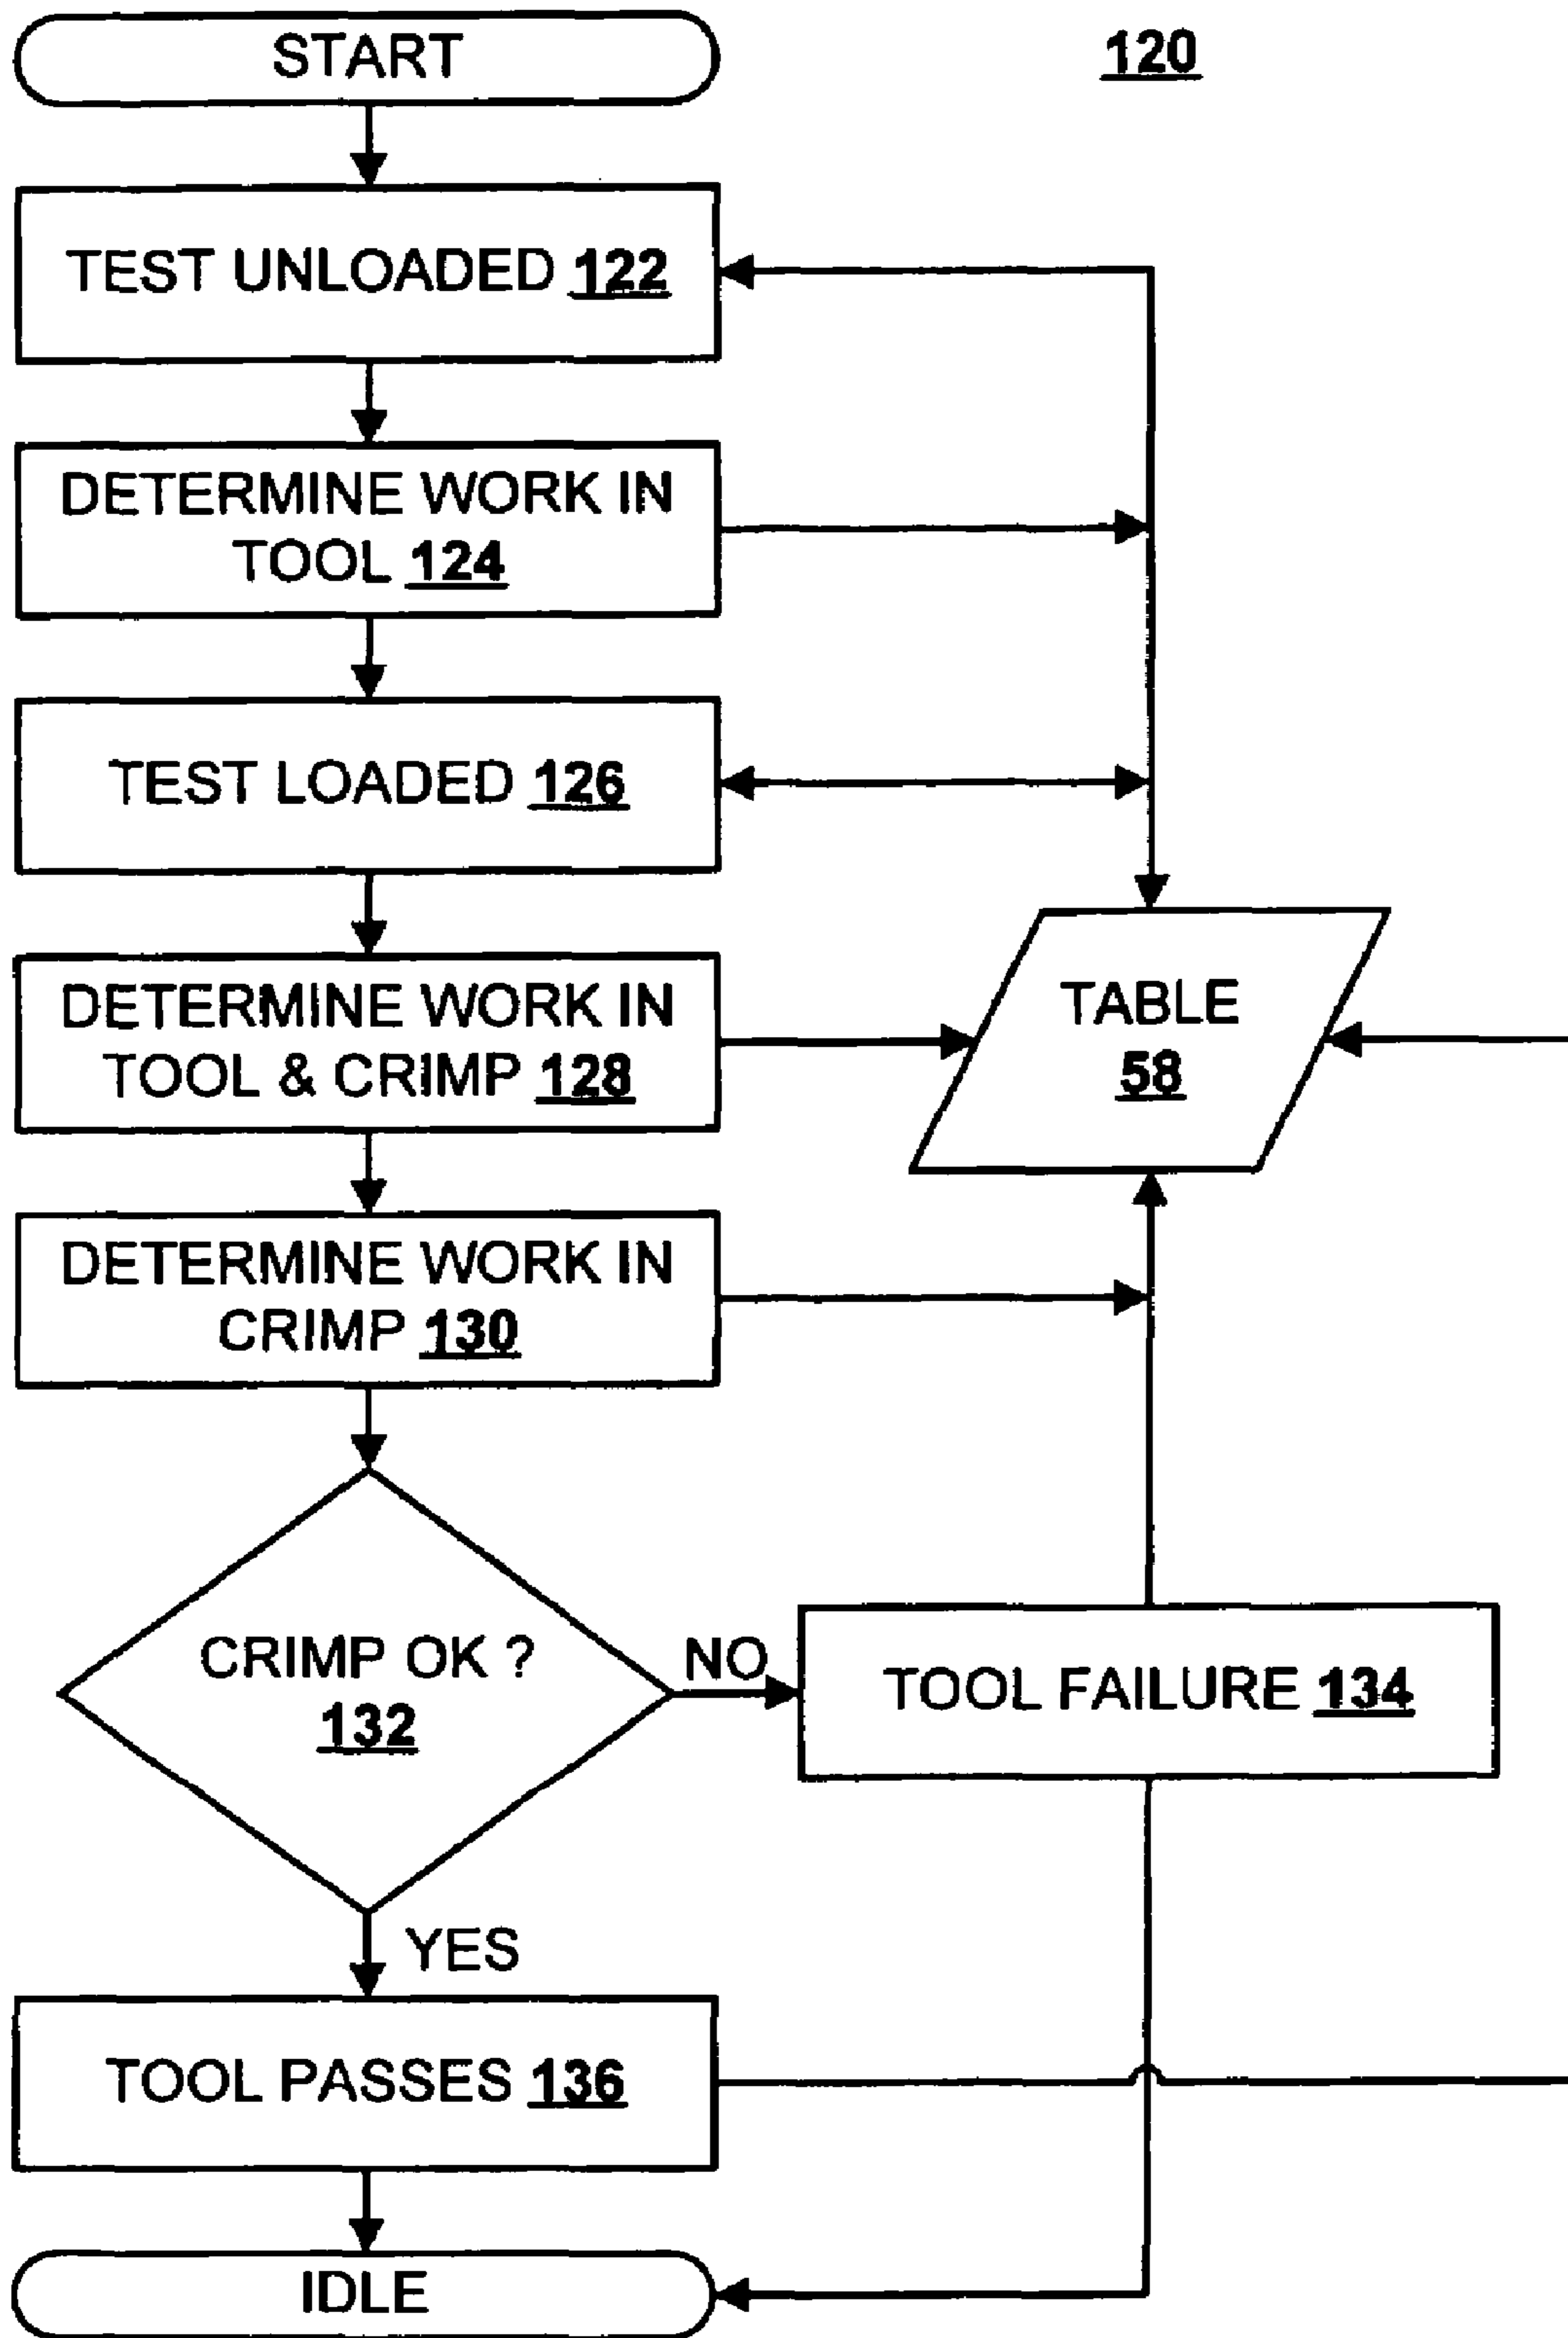 START
120
TEST UNLOADED 122
DETERMINE WORK IN
TOOL 124
TEST LOADED 126
DETERMINE WORK IN
TOOL & CRIMP 128
TABLE
58
DETERMINE WORK IN
CRIMP 130
CRIMP OK ?
132
NO
TOOL FAILURE 134
YES
TOOL PASSES 136
IDLE